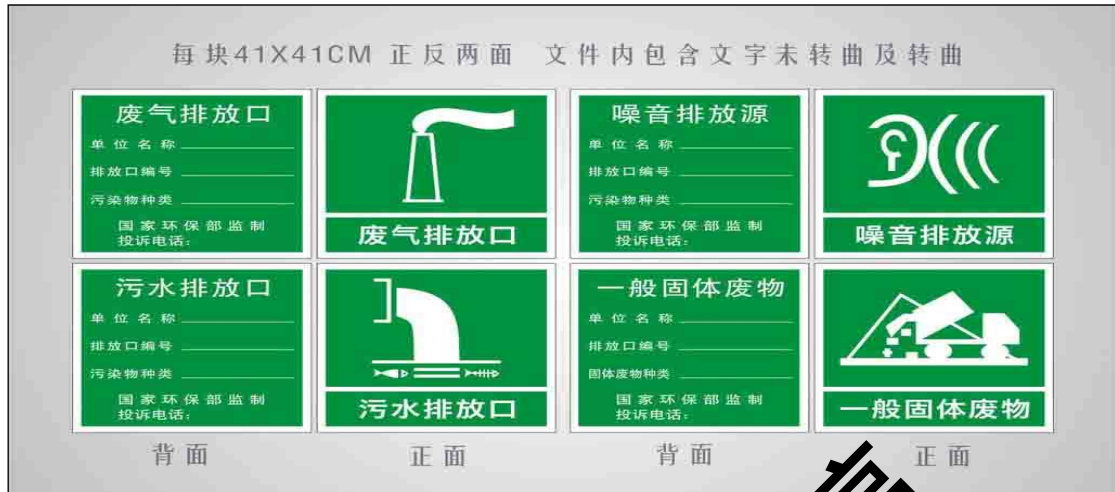 每块41X41CM 正反两面 文件内包含文字未转曲及转曲
废气排放口
单位名称
排放口编号
污染物种类
国家环保部监制
投诉电话：
废气排放口
噪音排放源
单位名称
排放口编号
污染物种类
国家环保部监制
投诉电话：
噪音排放源
污水排放口
单位名称
排放口编号
污染物种类
国家环保部监制
投诉电话：
污水排放口
一般固体废物
单位名称
排放口编号
固体废物种类
国家环保部监制
投诉电话：
一般固体废物
背面
正面
背面
正面